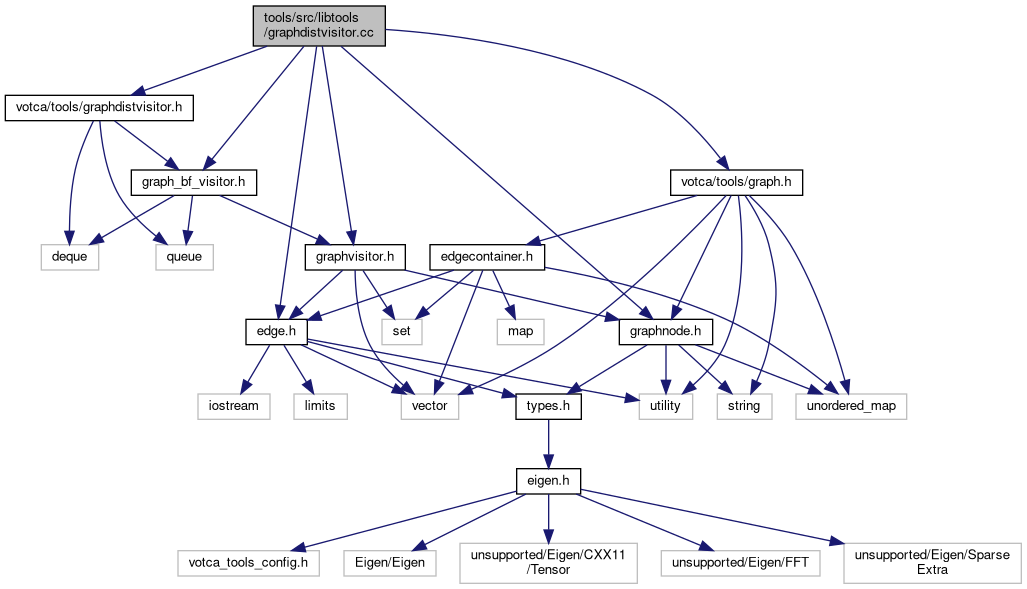 tools/src/libtools
/graphdistvisitor.cc
votca/tools/graphdistvisitor.h
graph_bf_visitor.h
votca/tools/graph.h
deque
queue
graphvisitor.h
edgecontainer.h
edge.h
set
map
graphnode.h
iostream
limits
vector
types.h
utility
string
unordered_map
eigen.h
votca_tools_config.h
Eigen/Eigen
unsupported/Eigen/CXX11
/Tensor
unsupported/Eigen/FFT
unsupported/Eigen/Sparse
Extra